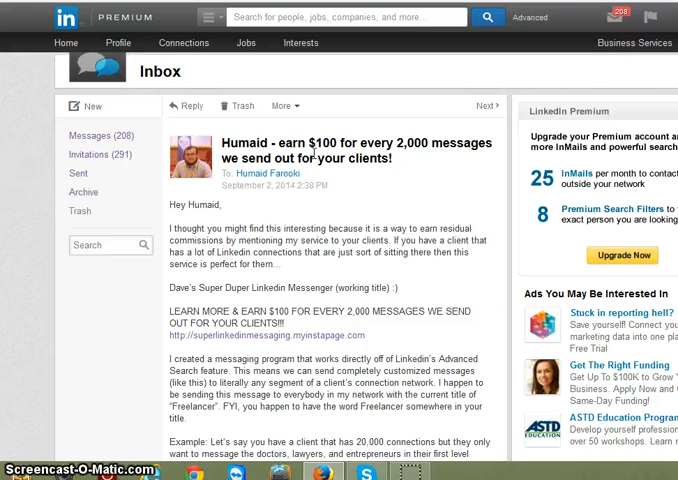 in PREMIUM Search for people, jobs, companies, and more... Advanced 208
Home Profile Connections Jobs Interests Business Services
Inbox
New Reply Trash More Next
Messages (208)
Invitations (291)
Sent
Archive
Trash
Search
Humaid - earn $100 for every 2,000 messages
we send out for your clients!
To: Humaid Farooki
September 2, 2014 2:38 PM
Hey Humaid,
I thought you might find this interesting because it is a way to earn residual
commissions by mentioning my service to your clients. If you have a client that
has a lot of Linkedin connections that are just sort of sitting there then this
service is perfect for them...
Dave's Super Duper Linkedin Messenger (working title) :)
LEARN MORE & EARN $100 FOR EVERY 2,000 MESSAGES WE SEND
OUT FOR YOUR CLIENTS!!!
http://superlinkedinmessaging.myinstapage.com
I created a messaging program that works directly off of Linkedin's Advanced
Search feature. This means we can send completely customized messages
(like this) to literally any segment of a client's connection network. I happen to
be sending this message to everybody in my network with the current title of
"Freelancer". FYI, you happen to have the word Freelancer somewhere in your
title.
Example: Let's say you have a client that has 20,000 connections but they only
want to message the doctors, lawyers, and entrepreneurs in their first level
LinkedIn Premium
Upgrade your Premium account an
more InMails and powerful search
25 InMails per month to contact
outside your network
8 Premium Search Filters to
exact person you are looking
Upgrade Now
Ads You May Be Interested In
Stuck in reporting hell?
Save yourself! Connect you
marketing data into one plat
Free Trial
Get The Right Funding
Get Up To $100K to Grow Y
Business. Apply Now and G
Same-Day Funding!
ASTD Education Program
Develop yourself profession
over 50 workshops. Learn m
ASTD
EDUCATION
Screencast-O-Matic.com